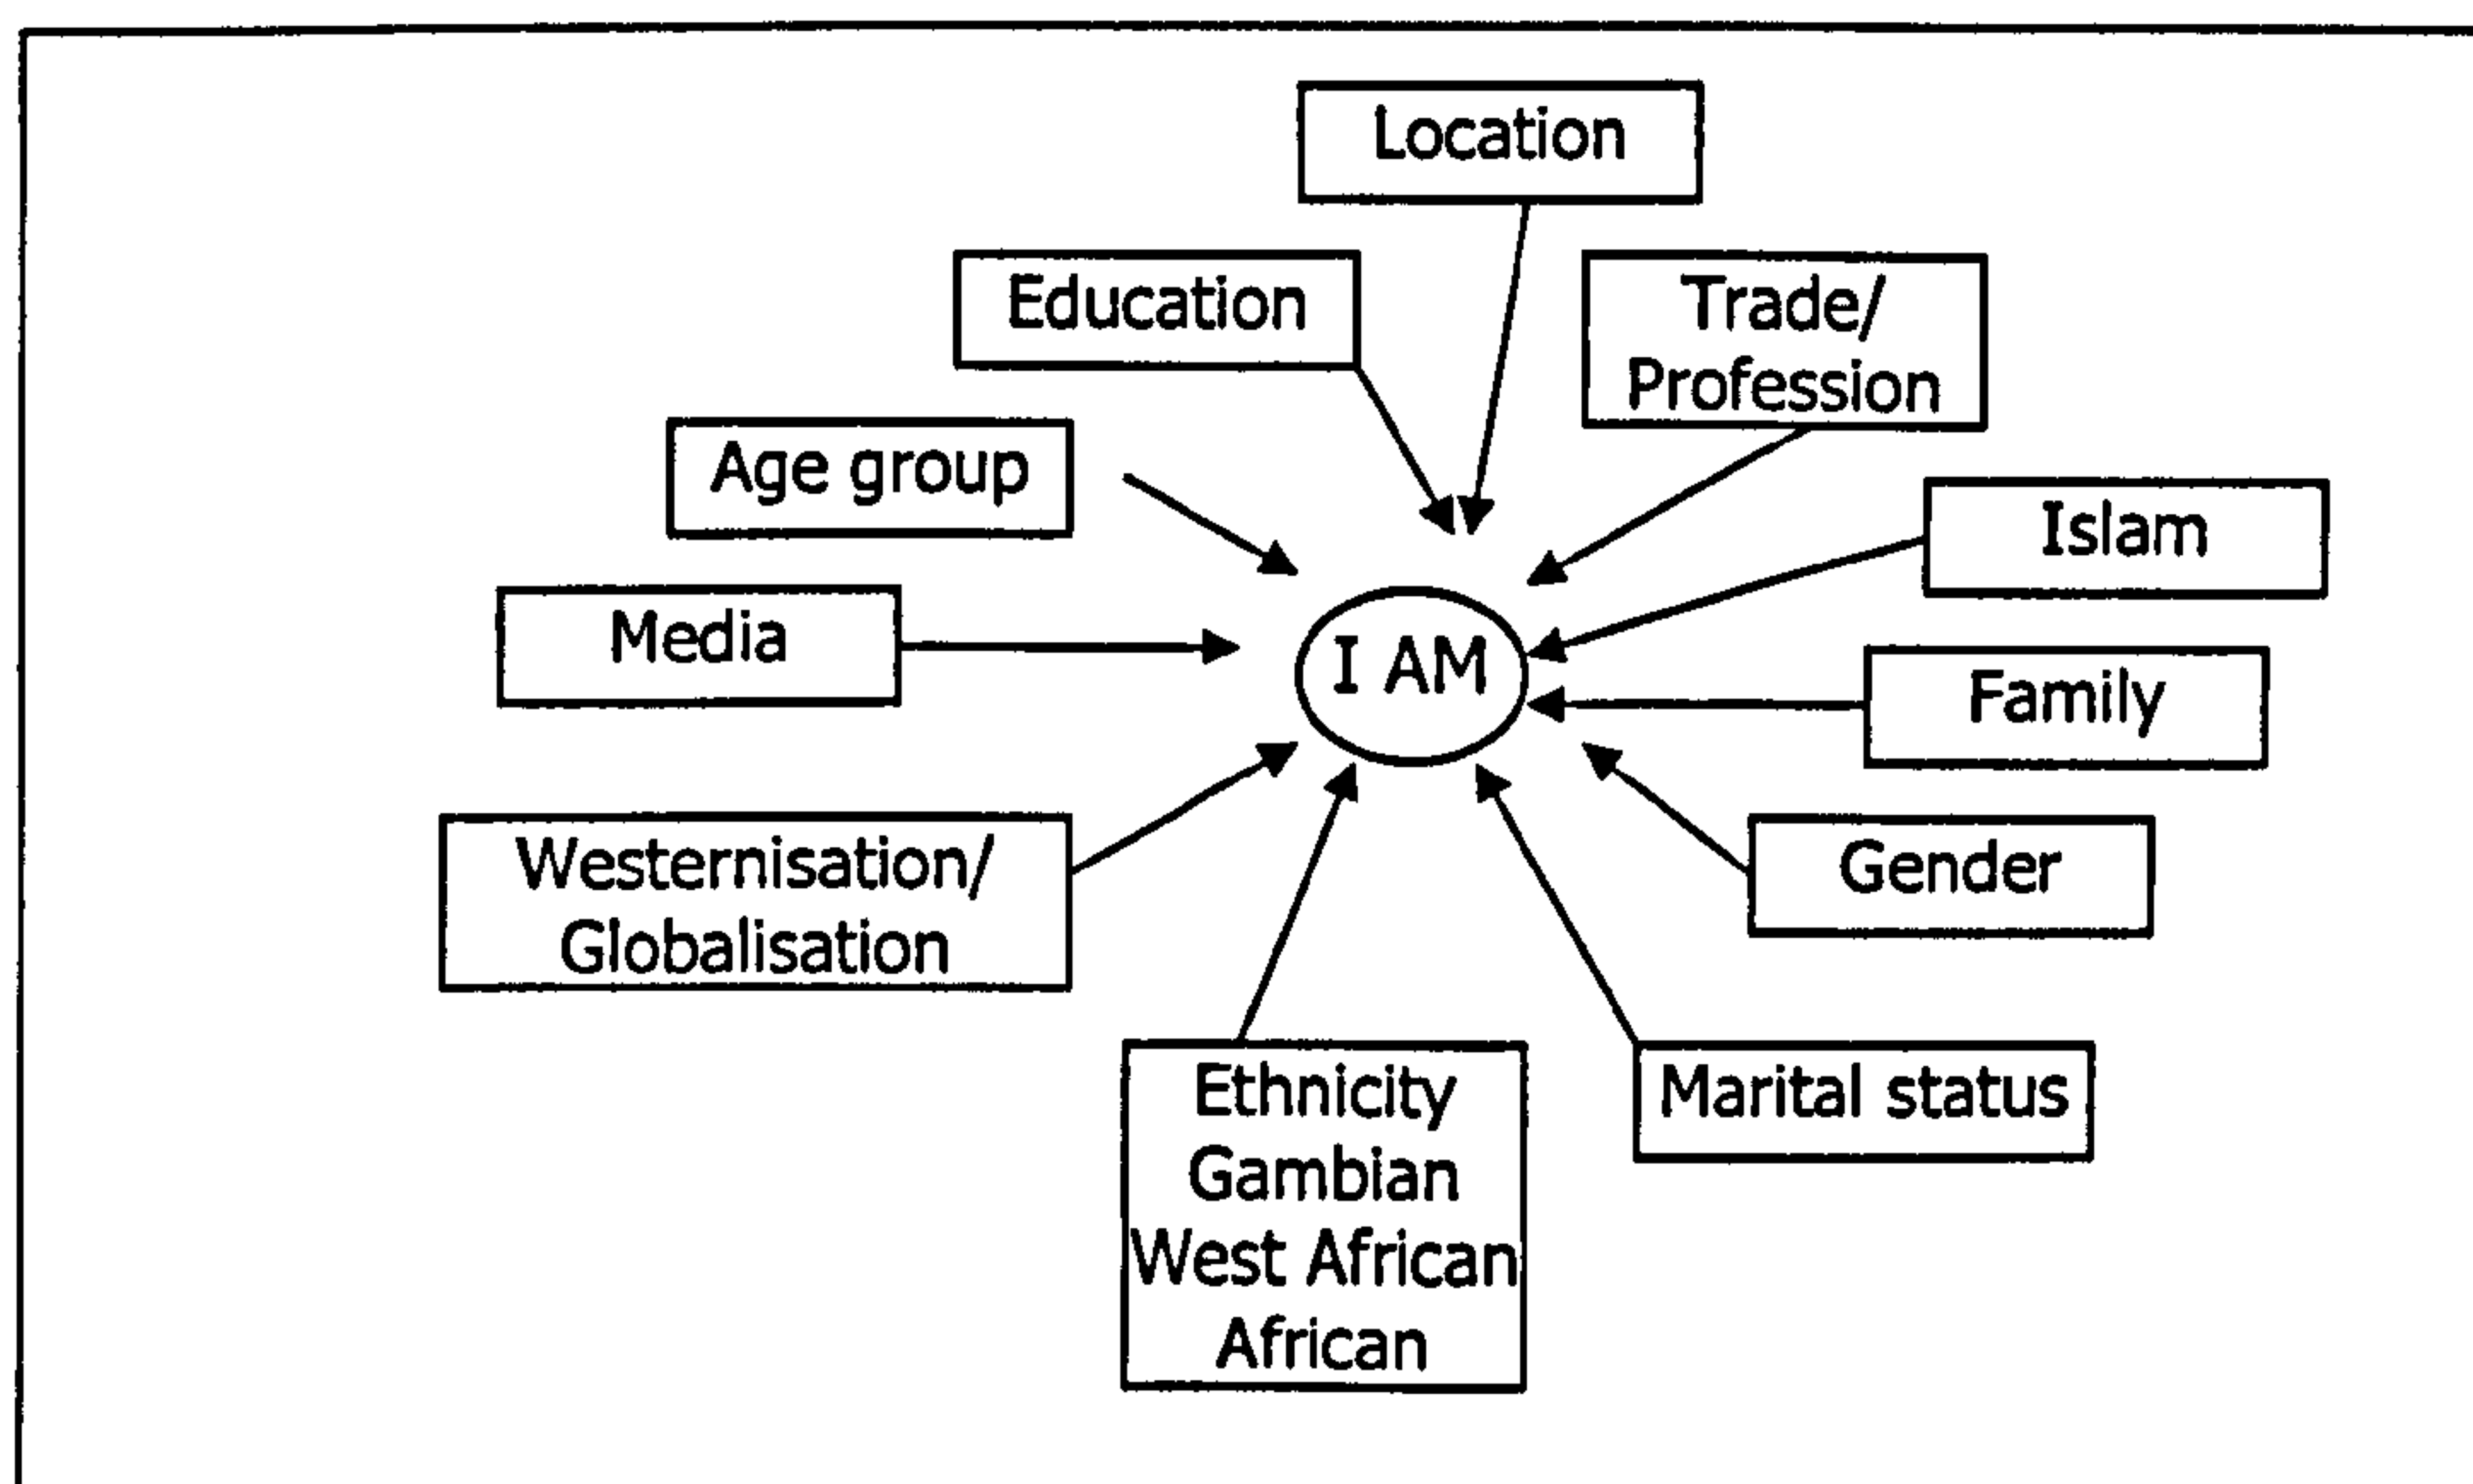 Location
Education
Trade/
Profession
Age group
Islam
Media
I AM
Family
Westernisation/
Globalisation
Gender
Ethnicity
Gambian
West African
African
Marital status